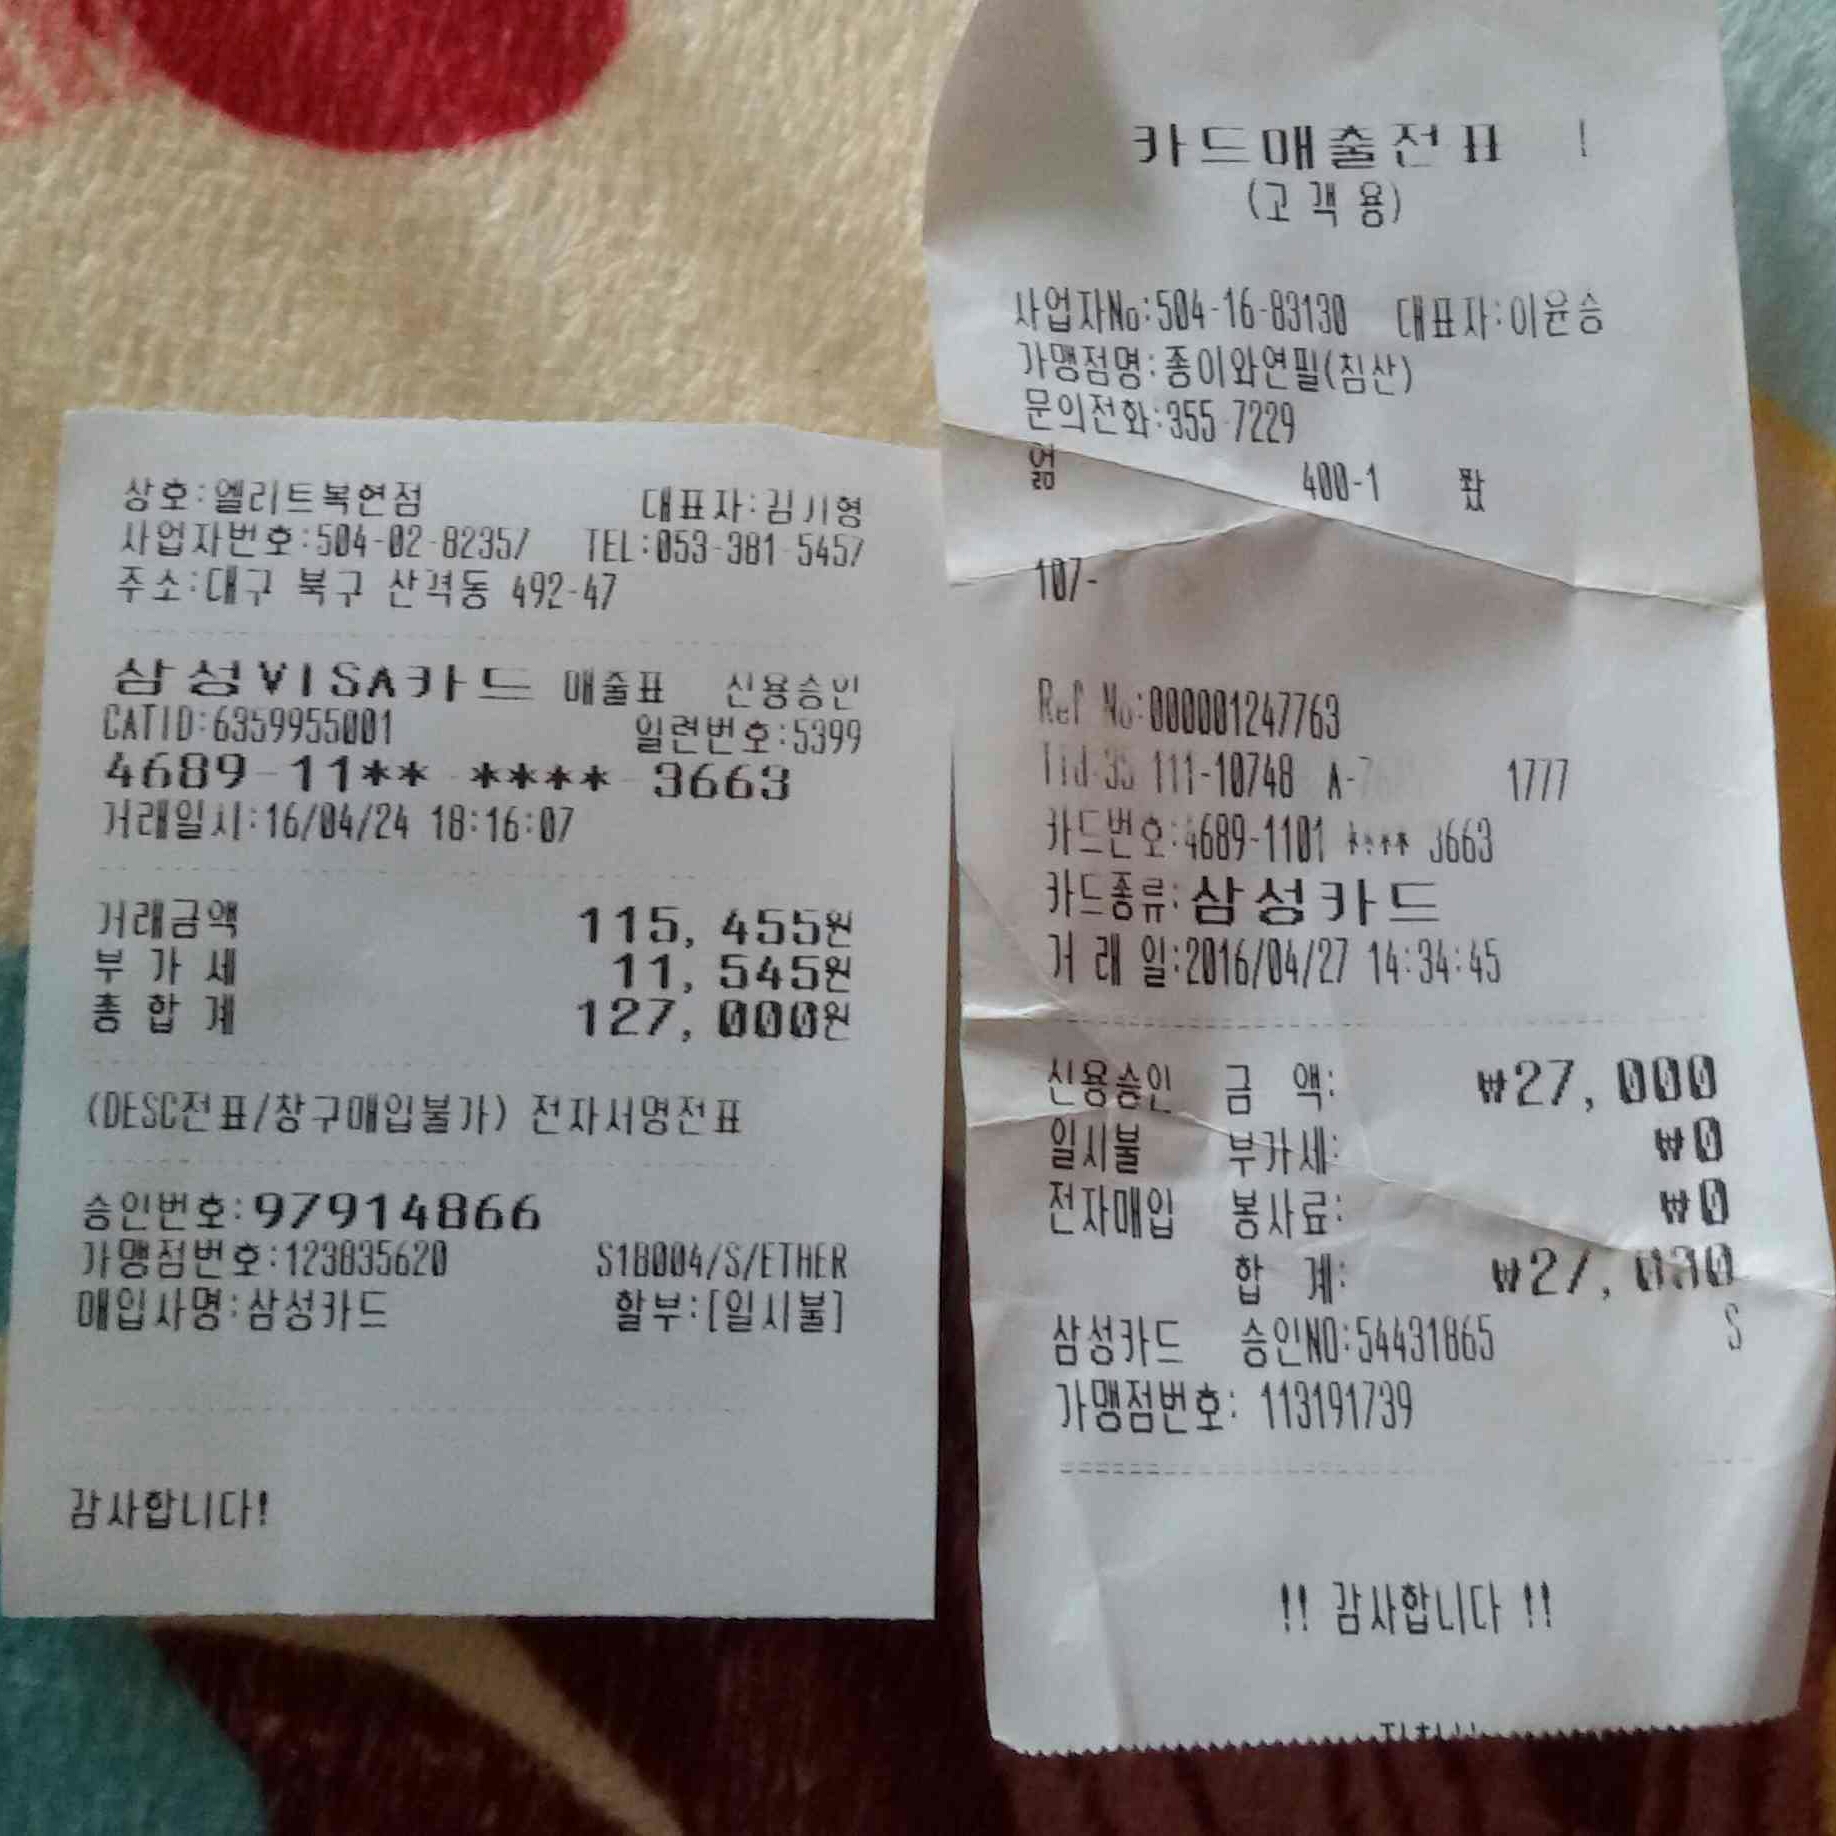 상호:엘리트복현점 대표자:김기형
사업자번호:504-02-82357 TEL:053-381-5457
주소:대구 북구 산격동 492-47
삼성VISA카드 매출표 신용승인
CATID:6359955001 일련번호:5399
4689-11**-****-3663
거래일시:16/04/24 18:16:07
거래금액 115,455원
부가세 11,545원
총합계 127,000원
(DESC전표/창구매입불가) 전자서명전표
승인번호:97914866
가맹점번호:123835620 S1B004/S/ETHER
매입사명:삼성카드 할부:[일시불]
감사합니다!
카드매출전표
(고객용)
사업자No:504-16-83130 대표자:이윤승
가맹점명:종이와연필(침산)
문의전화:355-7229
400-1
107-
Ref No:000001247763
111-10748 1777
카드번호:4689-1101 **** 3663
카드종류:삼성카드
거래일:2016/04/27 14:34:45
신용승인 금액: ₩27,000
일시불 부가세: ₩0
전자매입 봉사료: ₩0
합계: ₩27,000
S
삼성카드 승인NO:54431865
가맹점번호: 113191739
!! 감사합니다 !!